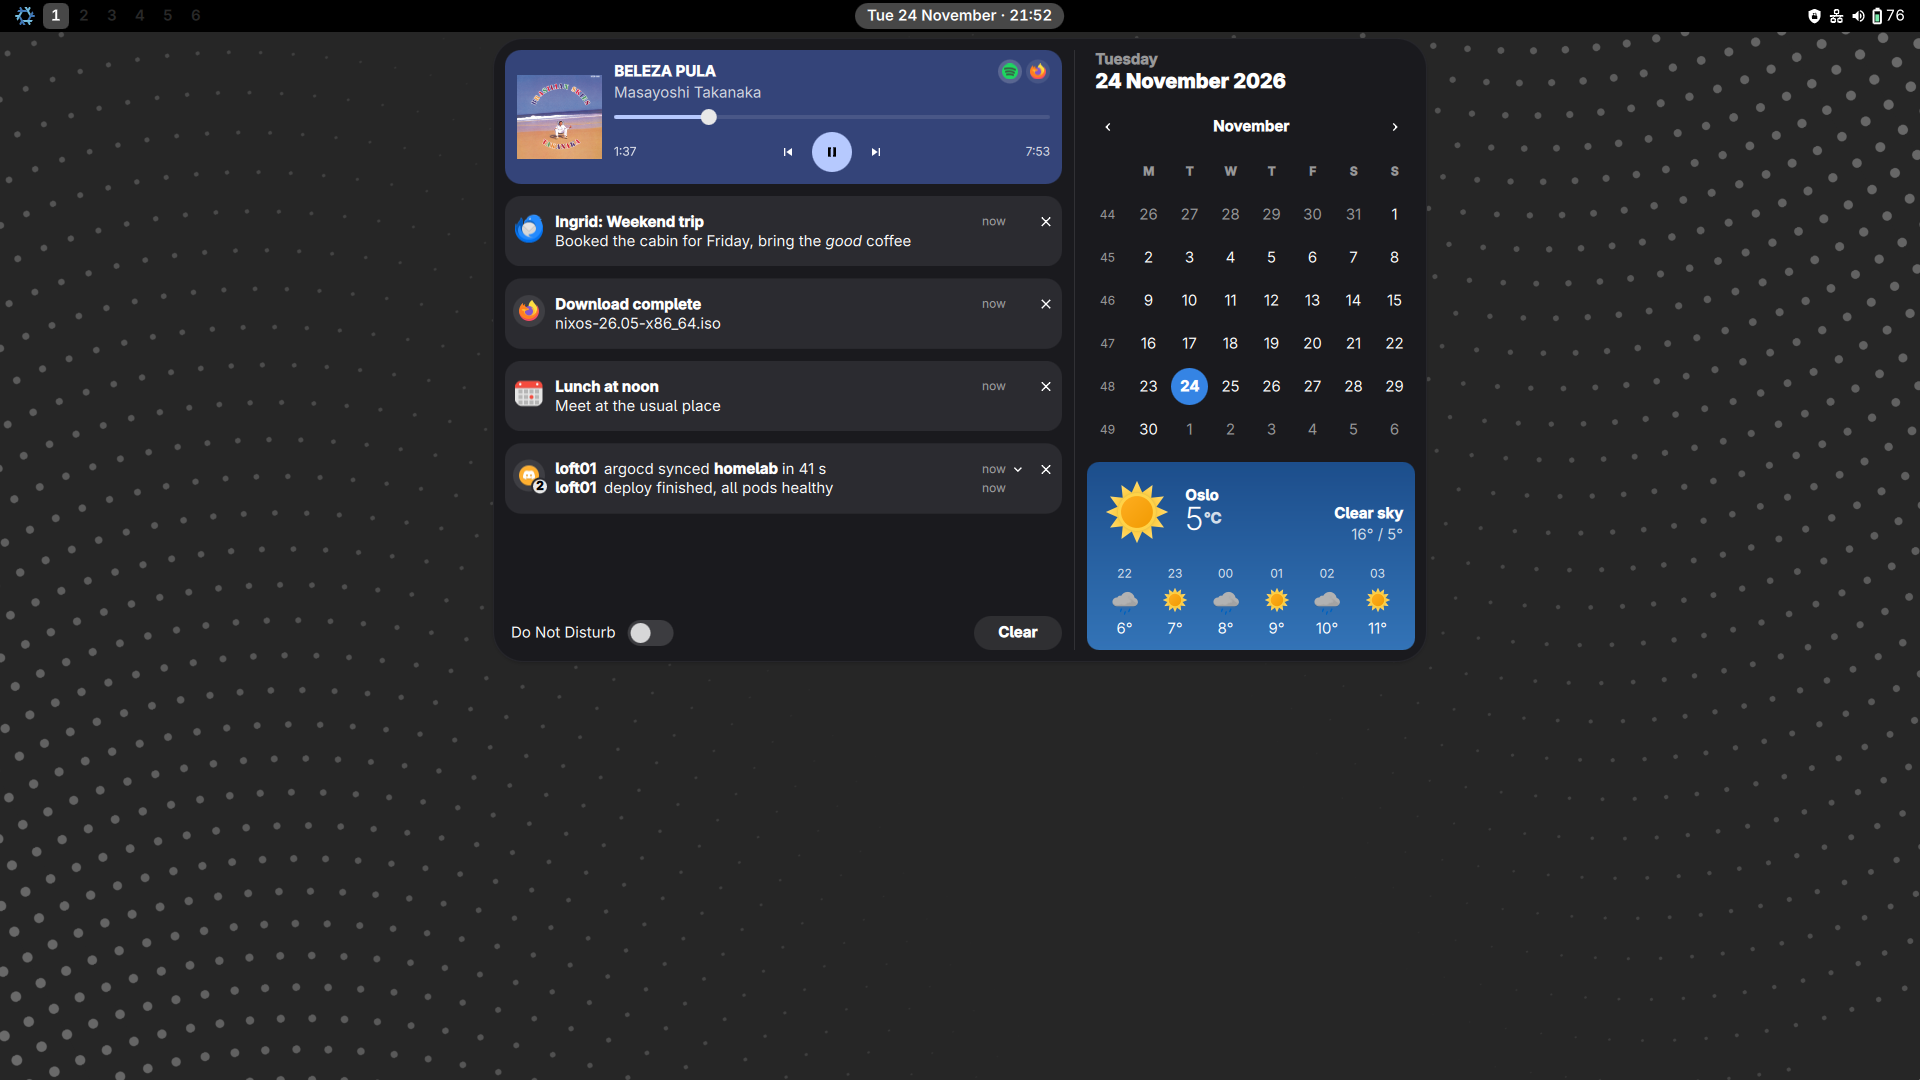 1 2 3 4 5 6
Tue 24 November · 21:52
76
BELEZA PULA
Masayoshi Takanaka
1:37
7:53
Ingrid: Weekend trip
now
Booked the cabin for Friday, bring the good coffee
Download complete
now
nixos-26.05-x86_64.iso
Lunch at noon
now
Meet at the usual place
loft01 argocd synced homelab in 41 s
now
2
loft01 deploy finished, all pods healthy
now
Do Not Disturb
Clear
Tuesday
24 November 2026
November
M T W T F S S
44 26 27 28 29 30 31 1
45 2 3 4 5 6 7 8
46 9 10 11 12 13 14 15
47 16 17 18 19 20 21 22
48 23 24 25 26 27 28 29
49 30 1 2 3 4 5 6
Oslo
5°C
Clear sky
16° / 5°
22 23 00 01 02 03
6° 7° 8° 9° 10° 11°